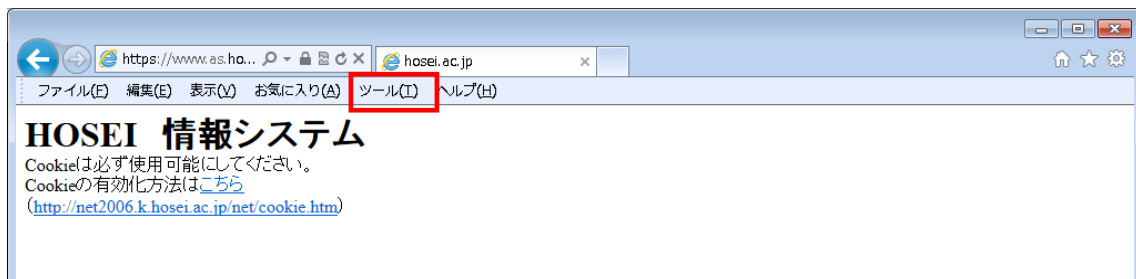 https://www.as.ho... hosei.ac.jp
ファイル(F) 編集(E) 表示(V) お気に入り(A) ツール(T) ヘルプ(H)
HOSEI 情報システム
Cookieは必ず使用可能にしてください。
Cookieの有効化方法はこちら
(http://net2006.k.hosei.ac.jp/net/cookie.htm)